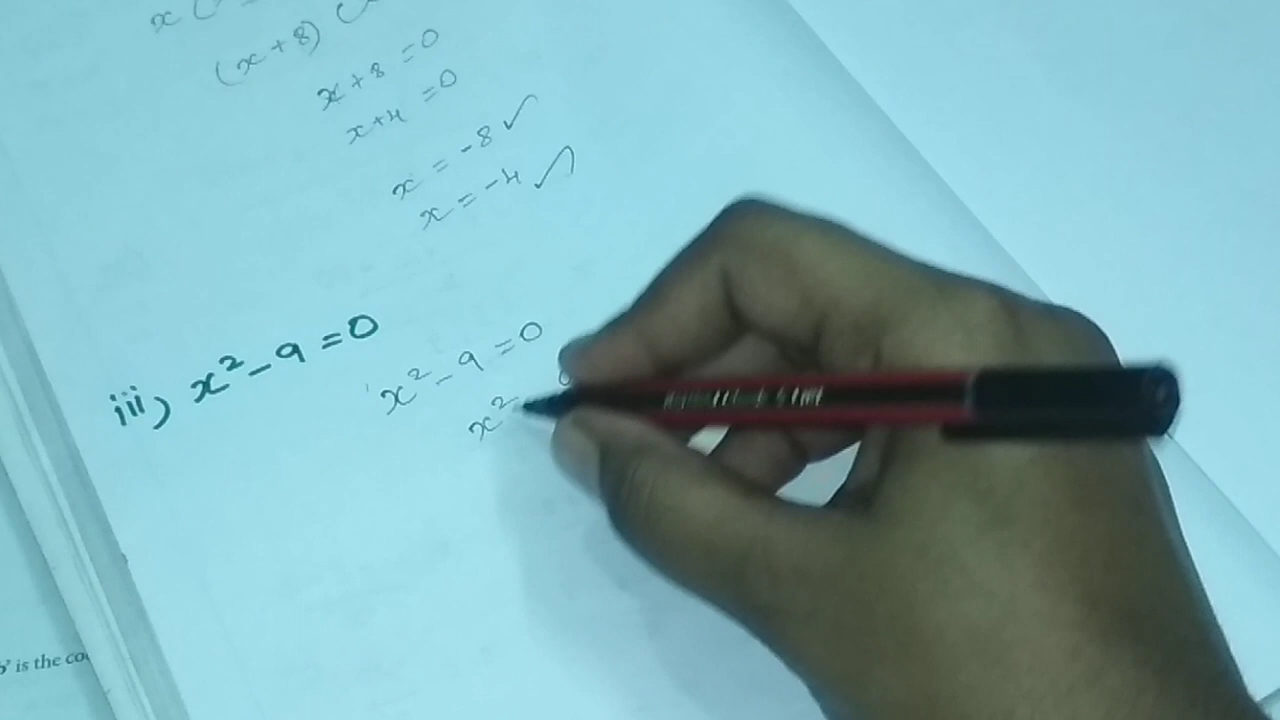 x(
(x+8)(
x+8=0
x+4=0
x=-8✓
x=-4✓
iii) x²-9=0
x²-9=0
x²
b' is the co